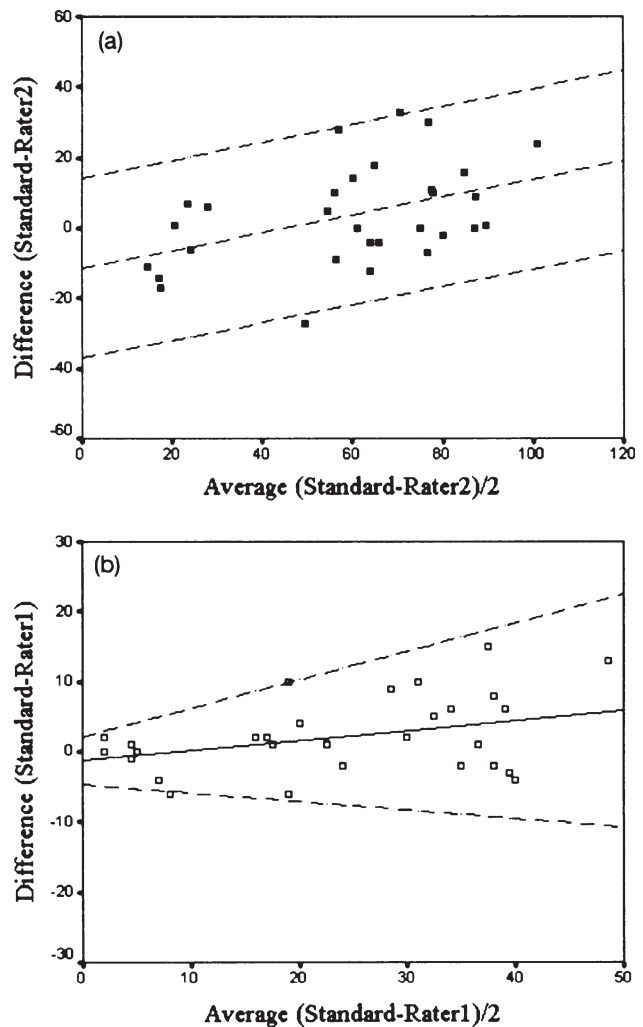 (a)
Difference (Standard-Rater2)
60
40
20
0
-20
-40
-60
0 20 40 60 80 100 120
Average (Standard-Rater2)/2
(b)
Difference (Standard-Rater1)
30
20
10
0
-10
-20
-30
0 10 20 30 40 50
Average (Standard-Rater1)/2